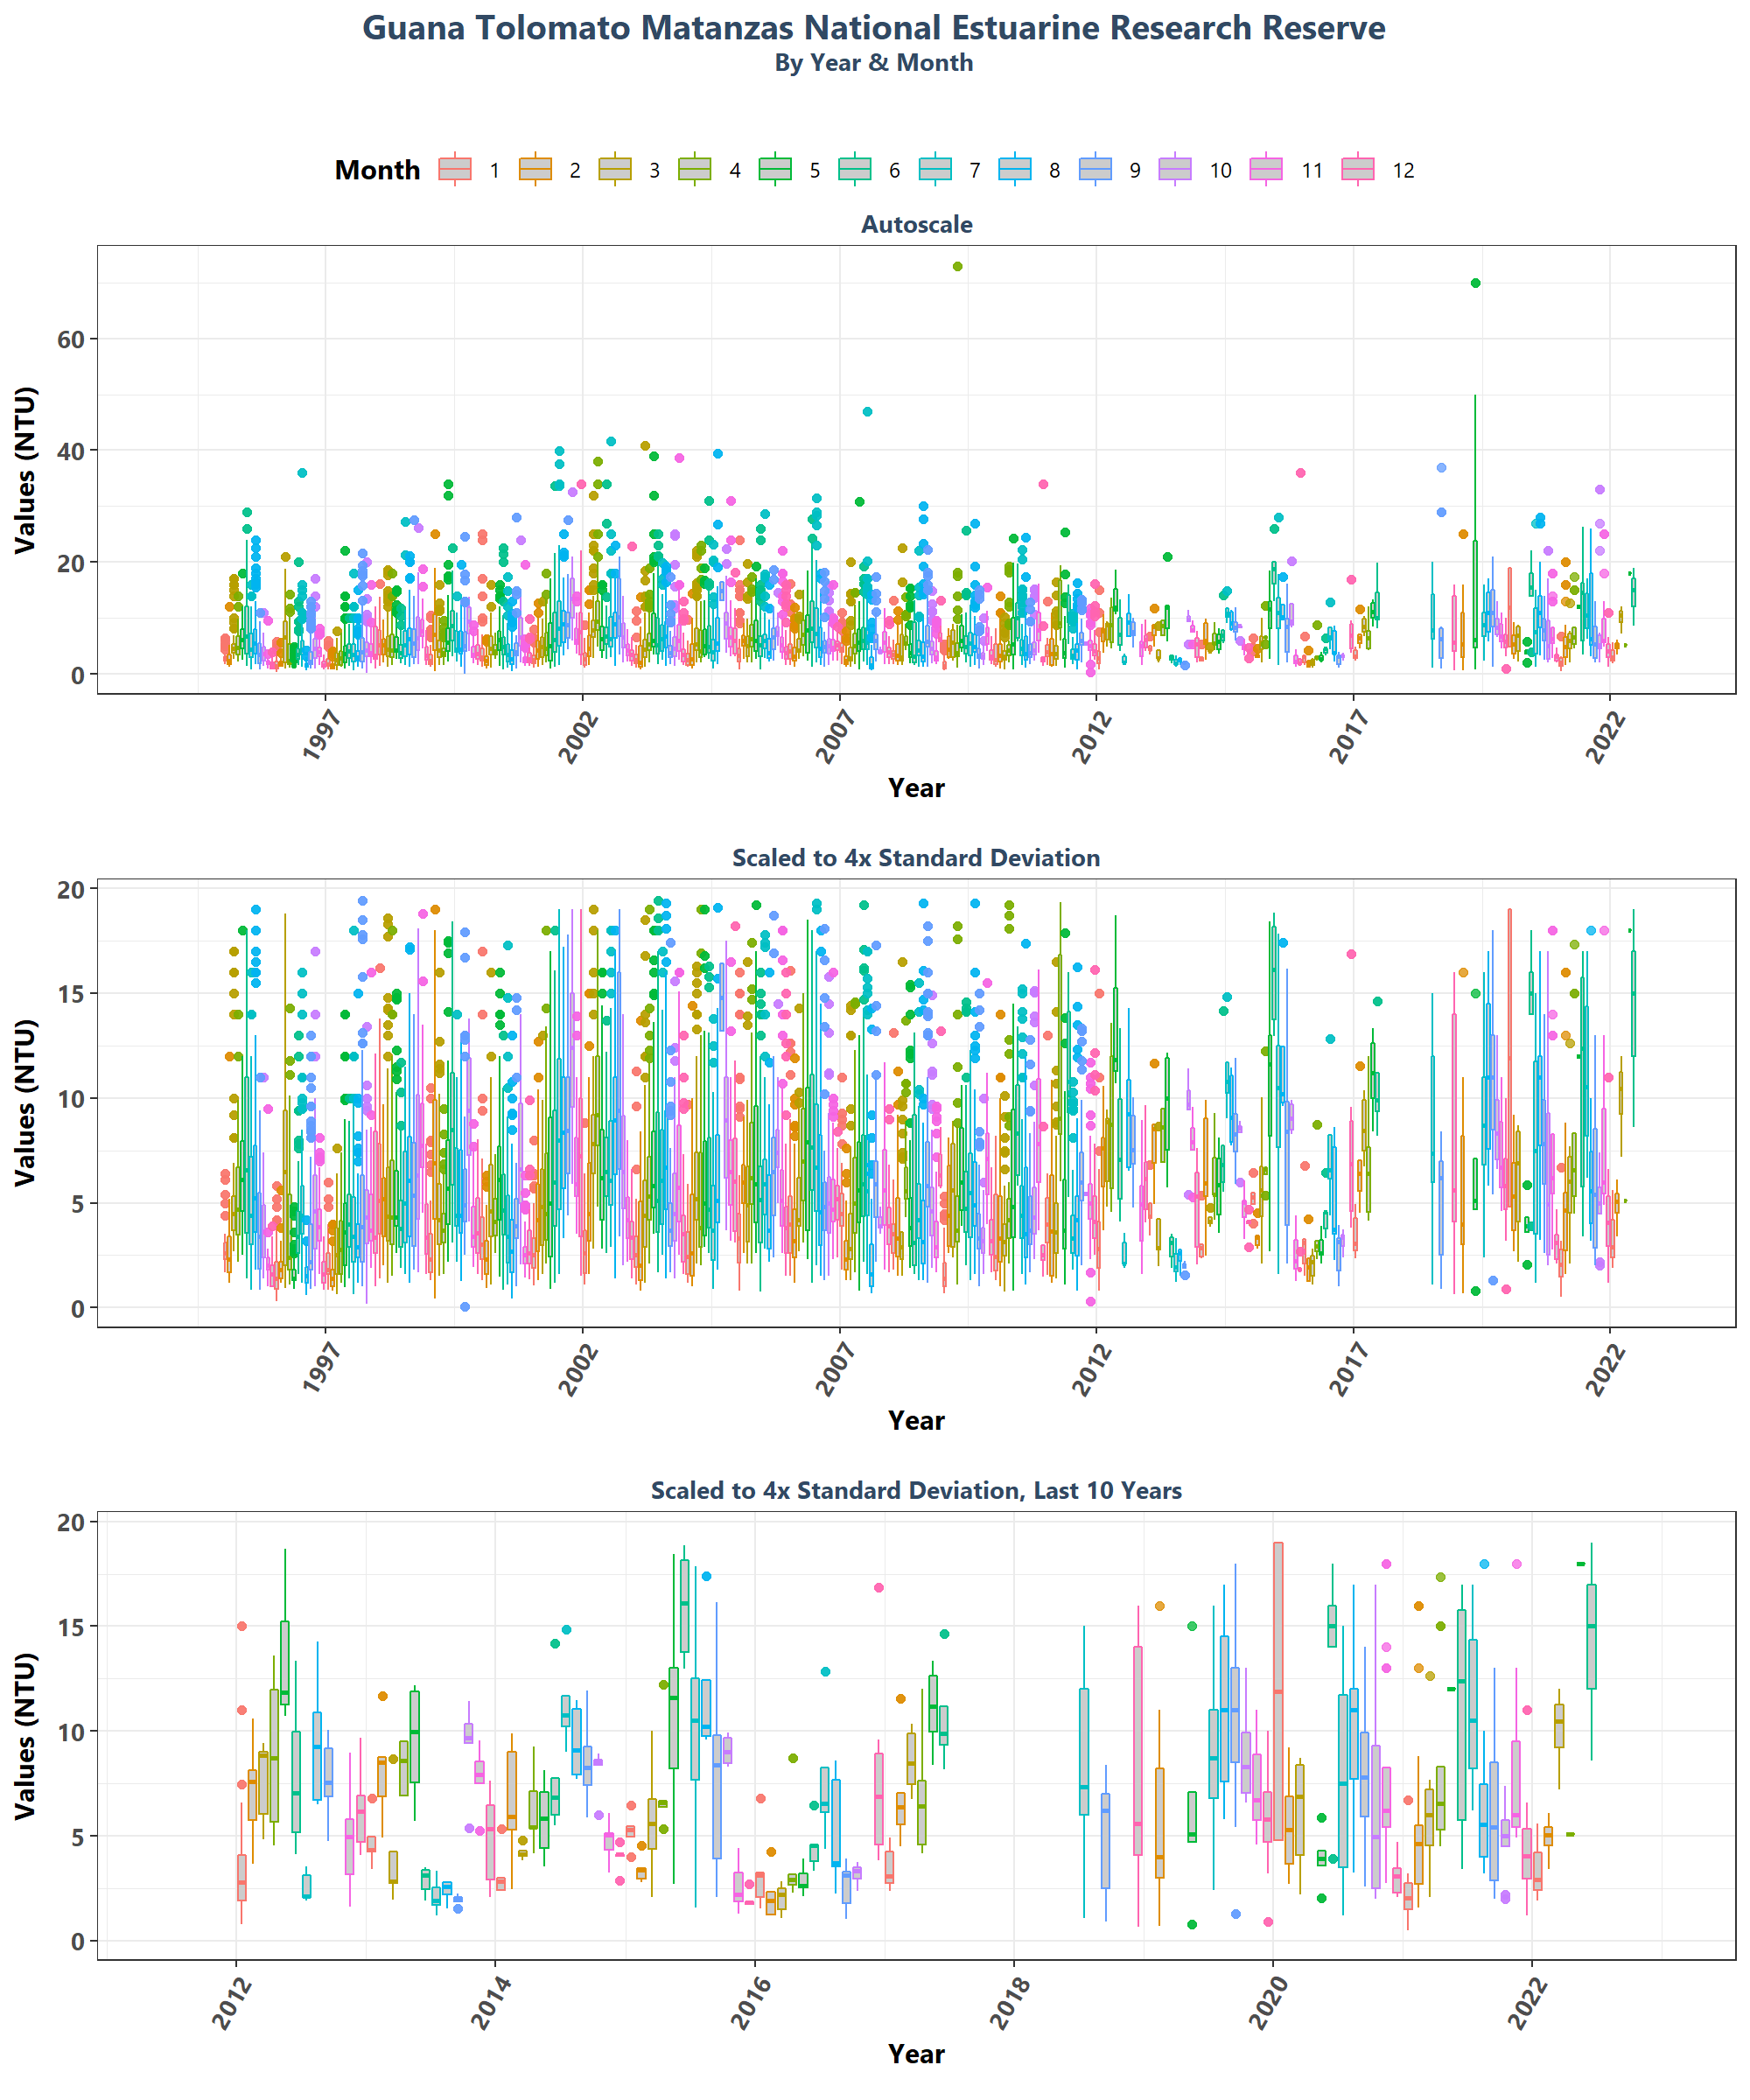 Guana Tolomato Matanzas National Estuarine Research Reserve
By Year & Month
Month 1 2 3 4 5 6 7 8 9 10 11 12
Autoscale
Values (NTU)
60
40
20
0
1997 2002 2007 2012 2017 2022
Year
Scaled to 4x Standard Deviation
Values (NTU)
20
15
10
5
0
1997 2002 2007 2012 2017 2022
Year
Scaled to 4x Standard Deviation, Last 10 Years
Values (NTU)
20
15
10
5
0
2012 2014 2016 2018 2020 2022
Year